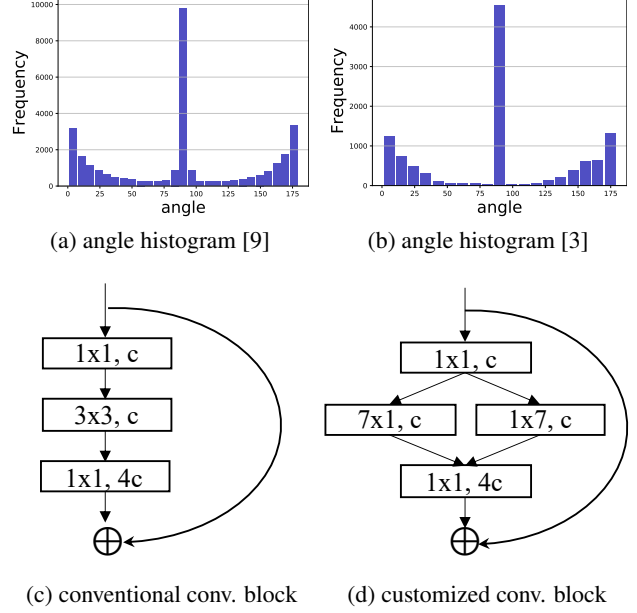 10000
8000
6000
4000
2000
0
Frequency
0 25 50 75 100 125 150 175
angle
(a) angle histogram [9]
4000
3000
2000
1000
0
Frequency
0 25 50 75 100 125 150 175
angle
(b) angle histogram [3]
1x1, c
3x3, c
1x1, 4c
(c) conventional conv. block
1x1, c
7x1, c 1x7, c
1x1, 4c
(d) customized conv. block